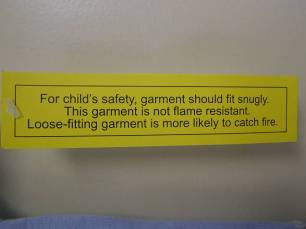 For child's safety, garment should fit snugly.
This garment is not flame resistant.
Loose-fitting garment is more likely to catch fire.